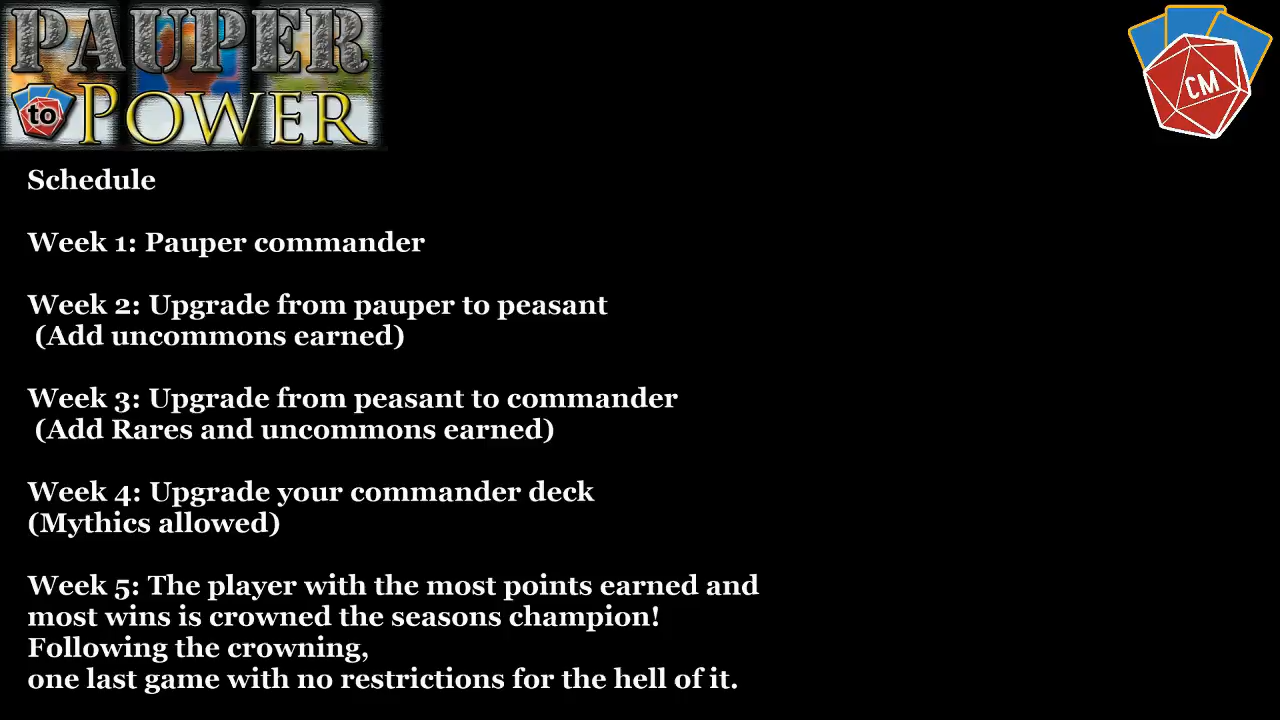 PAUPER
to POWER
CM
Schedule
Week 1: Pauper commander
Week 2: Upgrade from pauper to peasant
(Add uncommons earned)
Week 3: Upgrade from peasant to commander
(Add Rares and uncommons earned)
Week 4: Upgrade your commander deck
(Mythics allowed)
Week 5: The player with the most points earned and
most wins is crowned the seasons champion!
Following the crowning,
one last game with no restrictions for the hell of it.